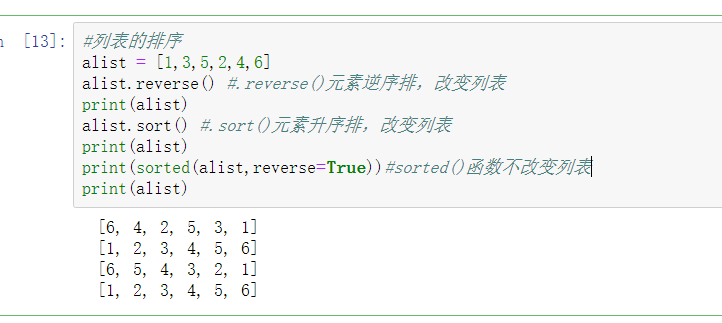 [13]:
#列表的排序
alist = [1,3,5,2,4,6]
alist.reverse() #.reverse()元素逆序排，改变列表
print(alist)
alist.sort() #.sort()元素升序排，改变列表
print(alist)
print(sorted(alist,reverse=True))#sorted()函数不改变列表
print(alist)
[6, 4, 2, 5, 3, 1]
[1, 2, 3, 4, 5, 6]
[6, 5, 4, 3, 2, 1]
[1, 2, 3, 4, 5, 6]